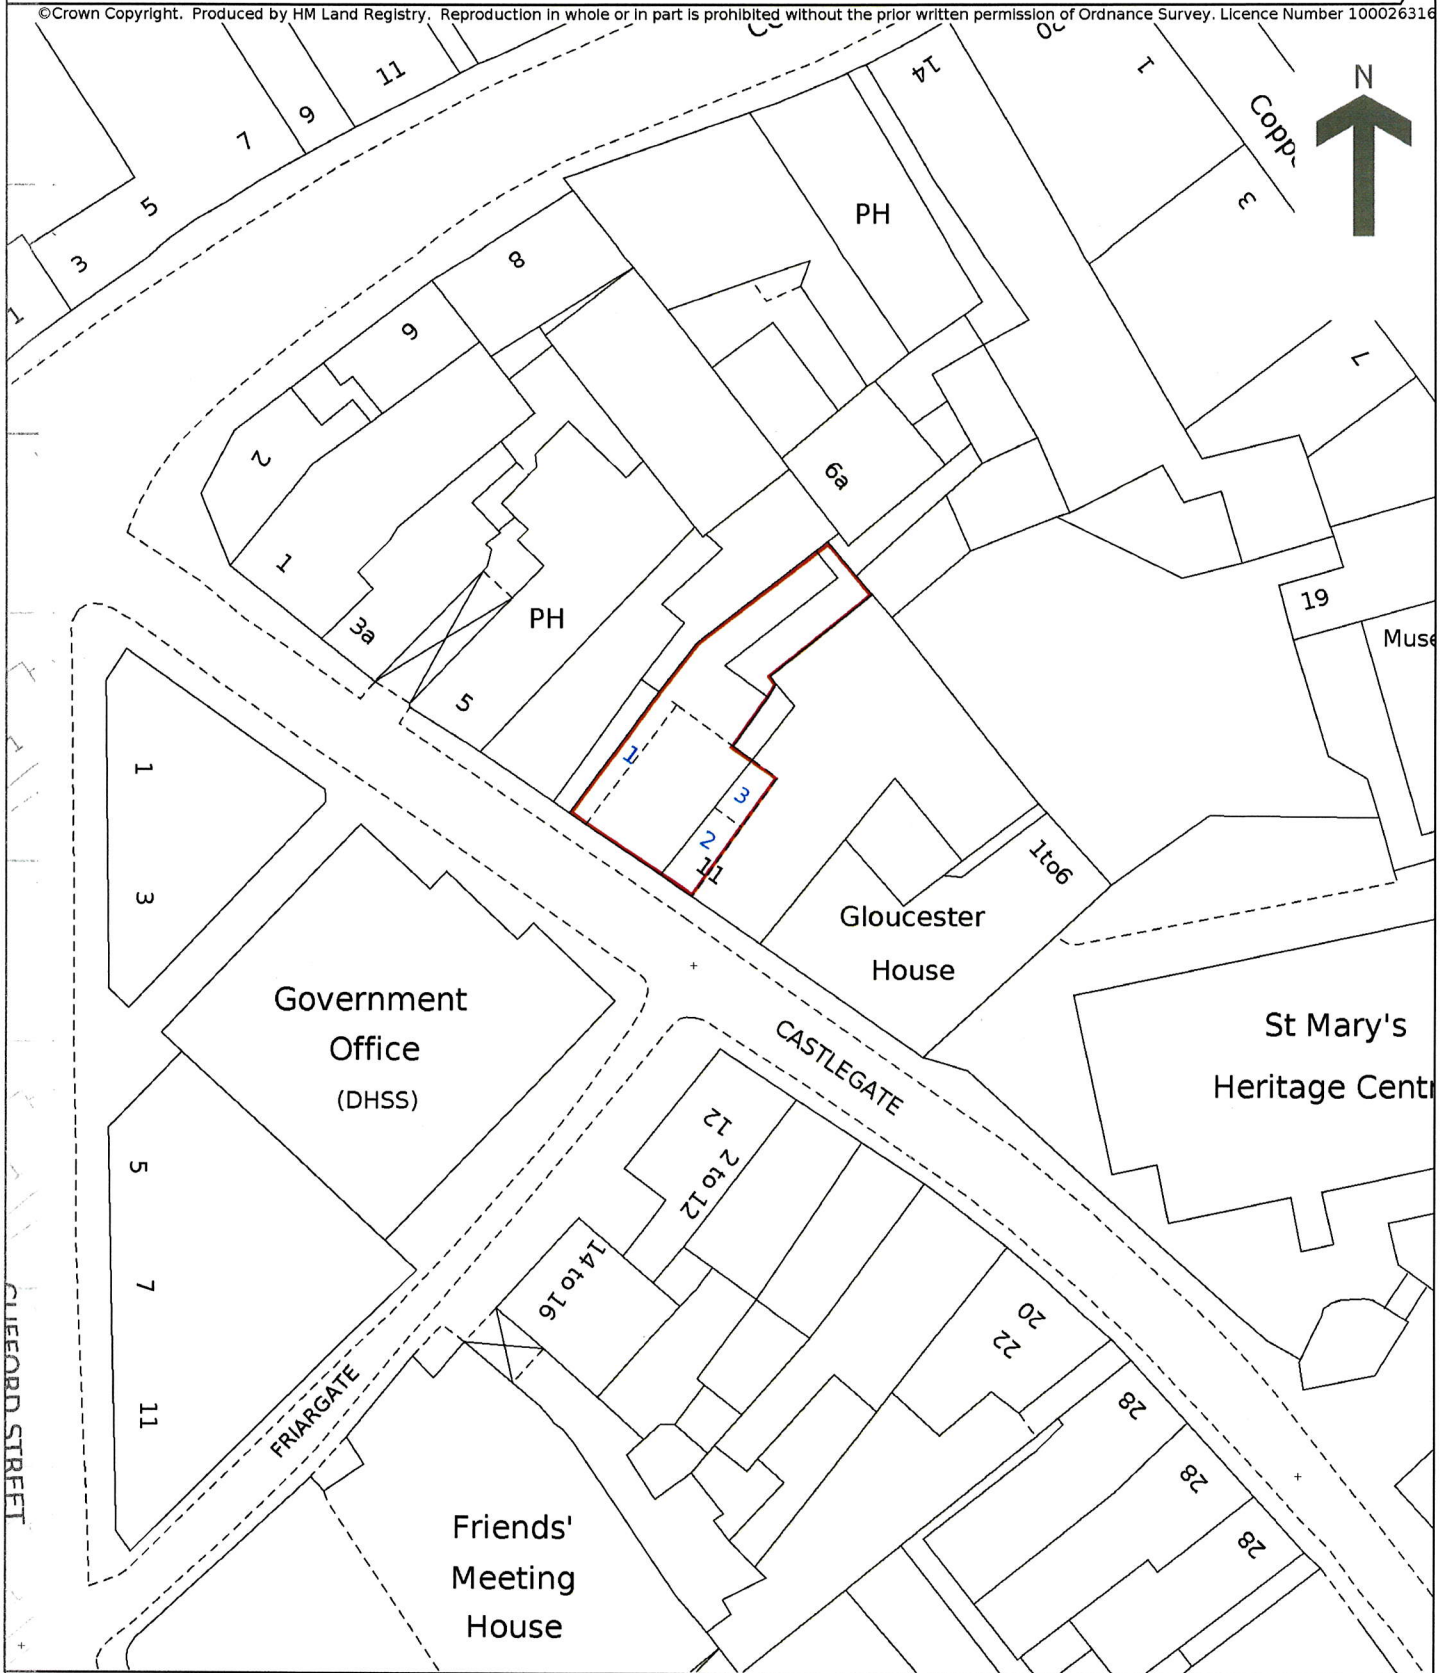 ©Crown Copyright. Produced by HM Land Registry. Reproduction in whole or in part is prohibited without the prior written permission of Ordnance Survey. Licence Number 100026316
N
11
9
7
5
3
1
14
1
3
PH
8
6
2
1
3a
PH
5
6a
7
19
1
3
2
11
1to6
Gloucester
House
1
3
Government
Office
(DHSS)
CASTLEGATE
St Mary's
Heritage
5
7
11
12
2 to 12
14 to 16
20
22
28
28
28
FRIARGATE
CLIFFORD STREET
Friends'
Meeting
House